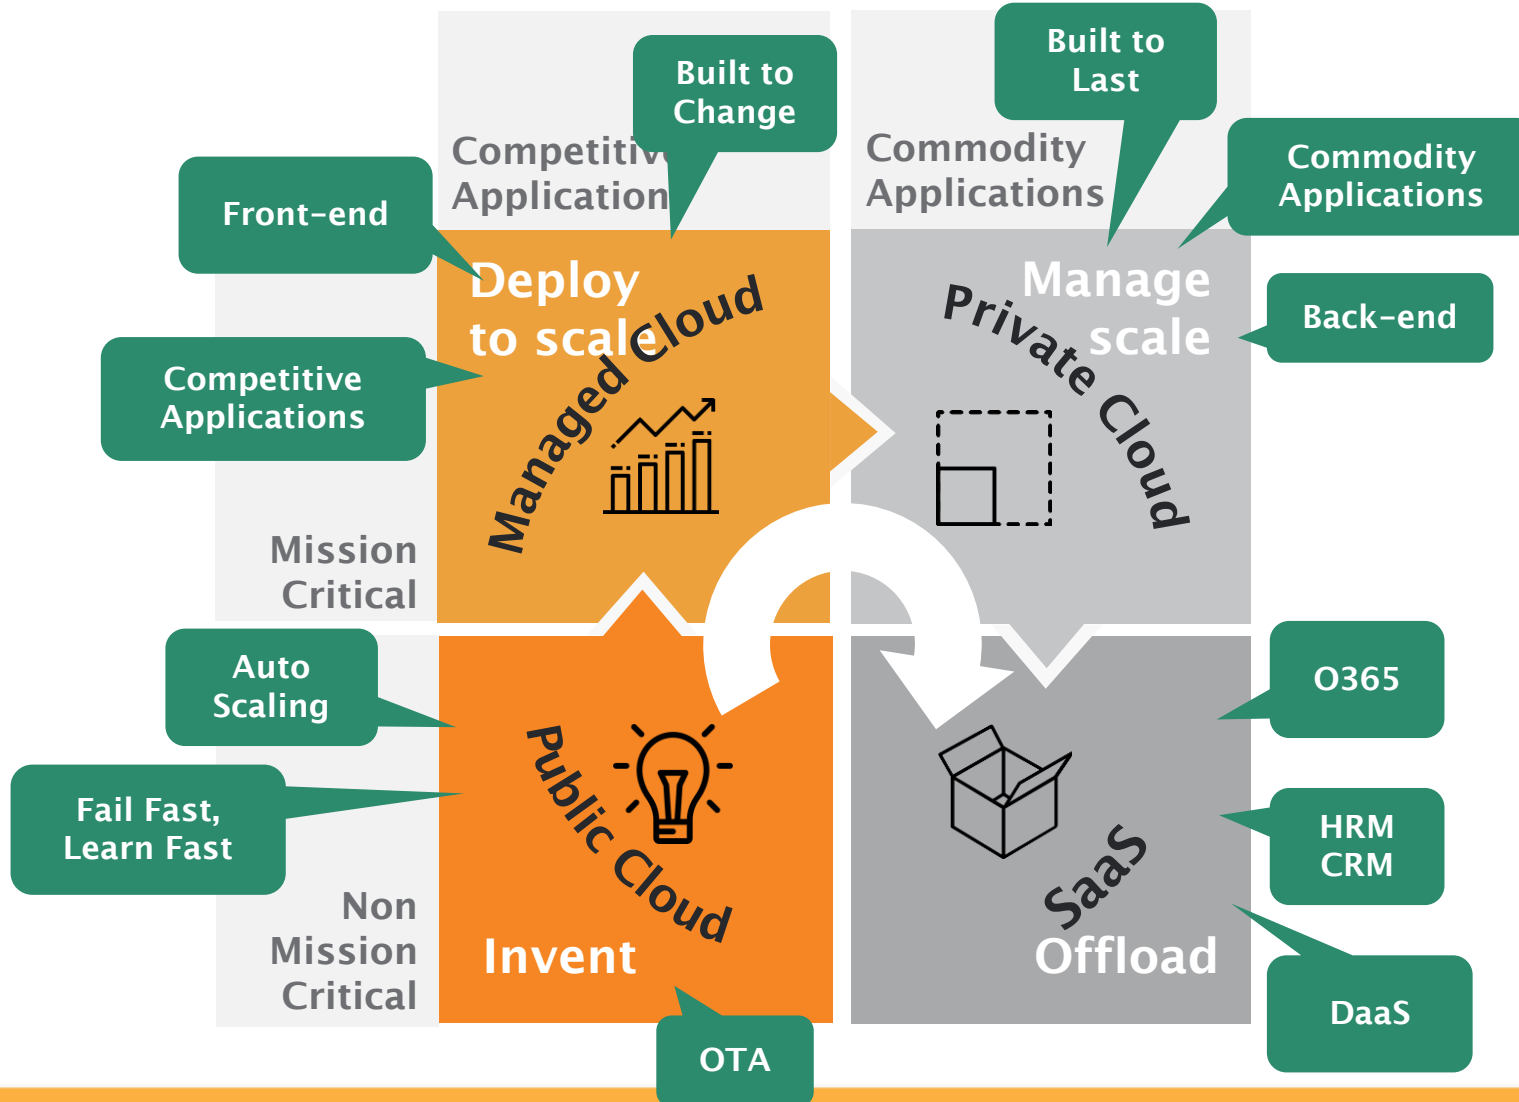 Built to
Change
Built to
Last
Competitiv
Application
Commodity
Applications
Commodity
Applications
Front-end
Deploy
to scale
Managed Cloud
Manage
scale
Private Cloud
Back-end
Competitive
Applications
Mission
Critical
Auto
Scaling
O365
Fail Fast,
Learn Fast
Public Cloud
HRM
CRM
SaaS
Non
Mission
Critical
Invent
Offload
DaaS
OTA